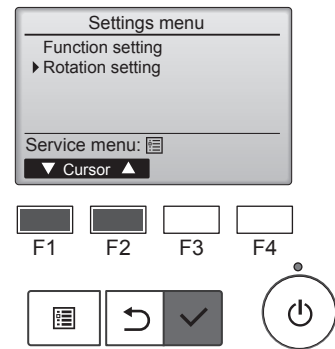 Settings menu
Function setting
Rotation setting
Service menu:
Cursor
F1 F2 F3 F4